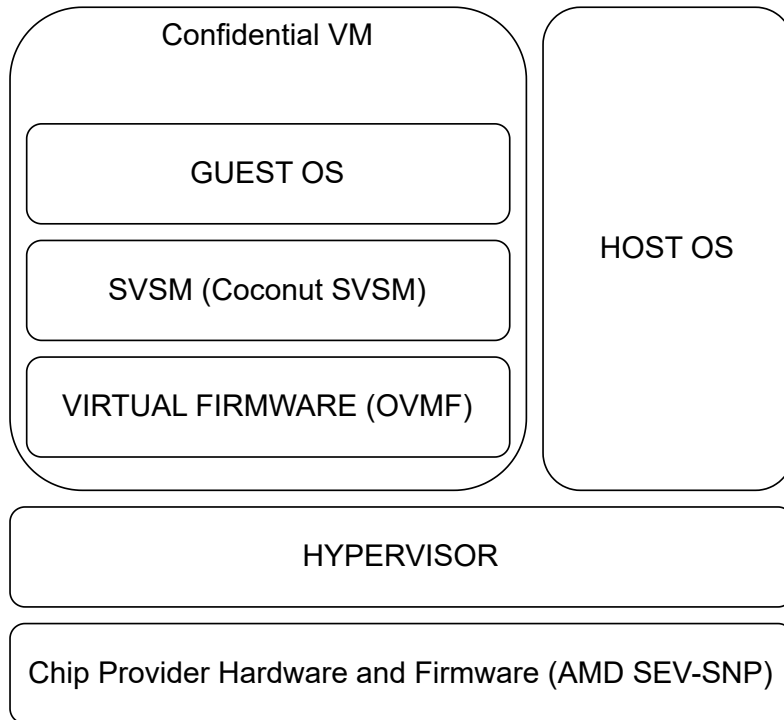 Confidential VM
GUEST OS
SVSM (Coconut SVSM)
VIRTUAL FIRMWARE (OVMF)
HOST OS
HYPERVISOR
Chip Provider Hardware and Firmware (AMD SEV-SNP)